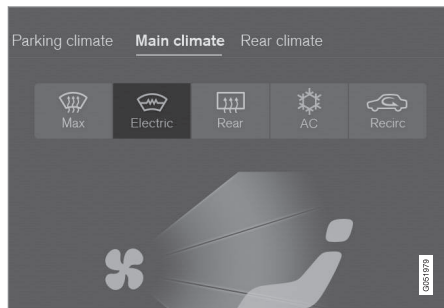 Parking climate Main climate Rear climate
Max Electric Rear AC Recirc
G051979